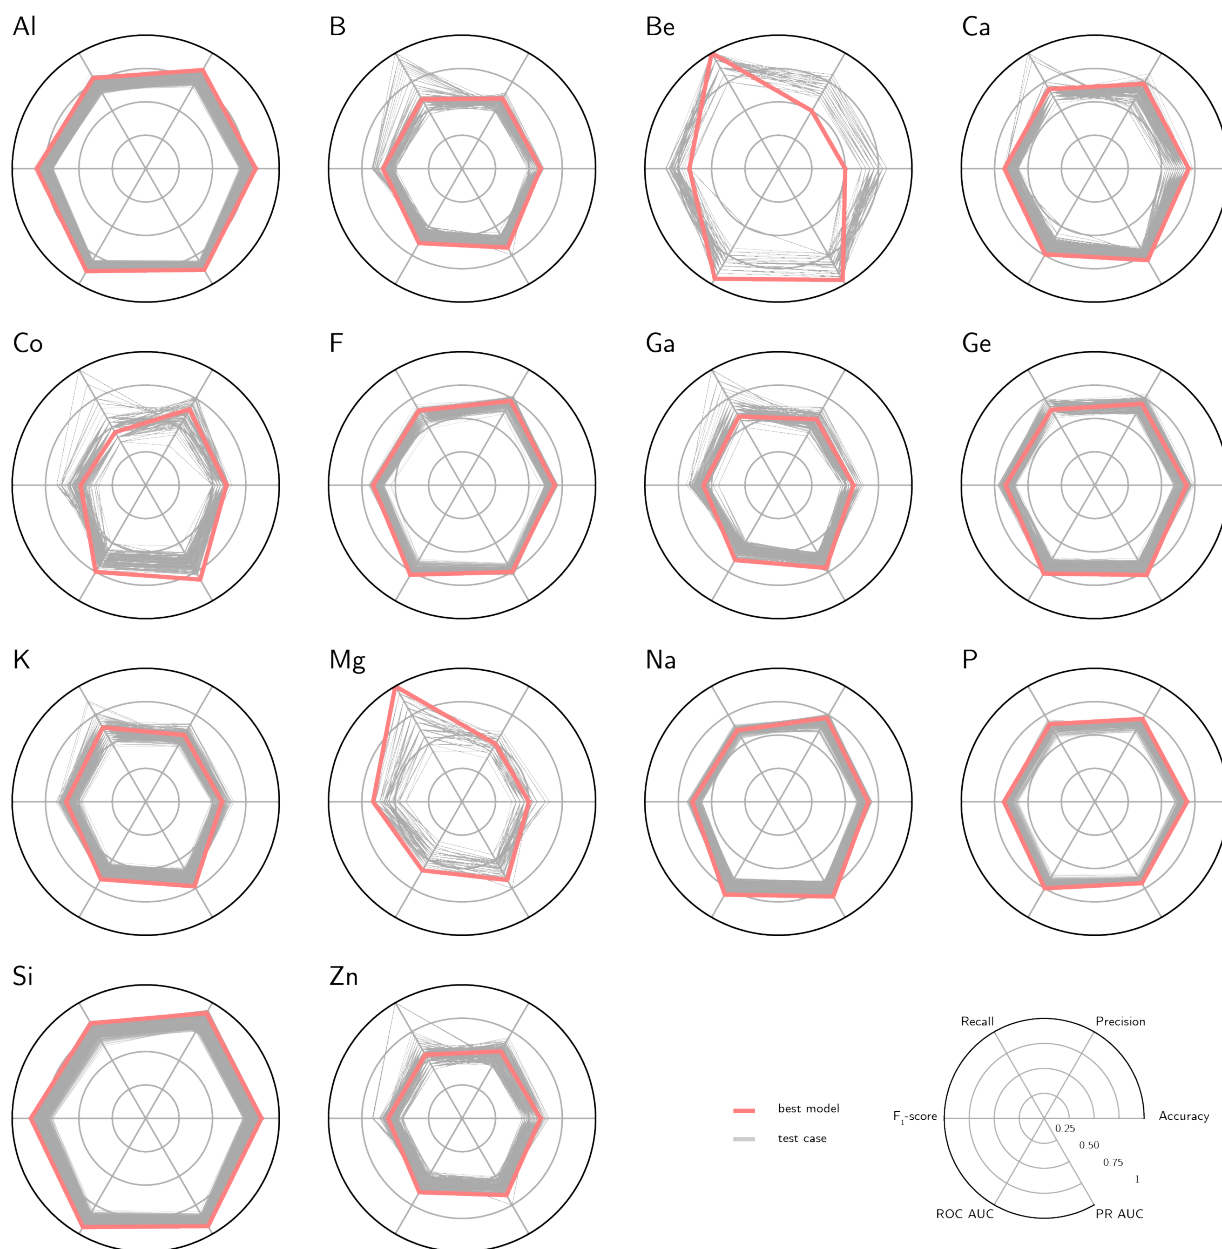 Al B Be Ca
Co F Ga Ge
K Mg Na P
Si Zn
Recall Precision
best model
F1-score Accuracy
0.25
test case
0.50
0.75
1
ROC AUC PR AUC